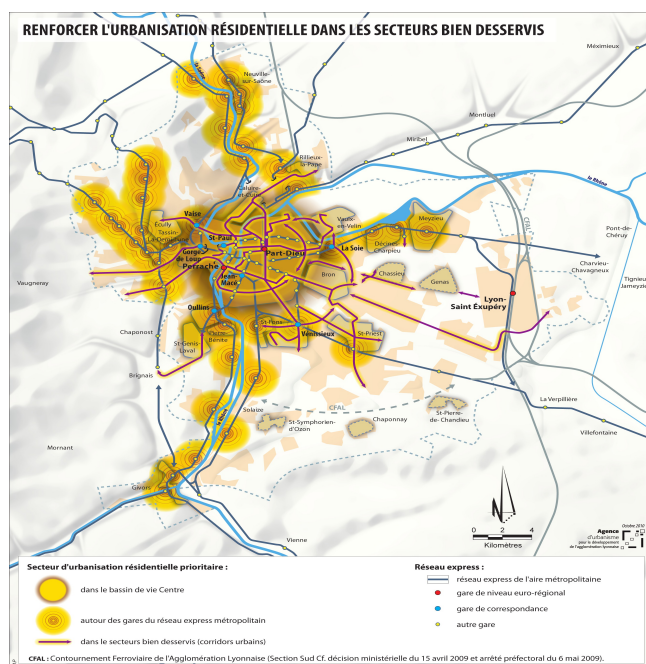 RENFORCER L'URBANISATION RÉSIDENTIELLE DANS LES SECTEURS BIEN DESSERVIS
Méximieux
Neuville-
sur-Saône
la Saône
Montluel
Miribel
Rillieux-
la-Pape
Caluire-
et-Cuire
le Rhône
Vaise
Écully
Tassin-
Vaulx-
en-Velin
Meyzieu
CFAL
St-Paul
Gorge
de Loup
Part-Dieu
La Soie
Décines-
Charpieu
Pont-de-
Chéruy
Perrache
Jean-
Macé
Bron
Chassieu
Genas
Charvieu-
Chavagneux
Vaugneray
Tignieu
Jameyzie
Lyon-
Saint Éxupéry
Oullins
St-Fons
Vénissieux
St-Priest
Chaponost
Pierre-
Bénite
St-Genis-
Laval
Brignais
La Verpillière
CFAL
Solaize
St-Symphorien-
d'Ozon
Chaponnay
St-Pierre-
de- Chandieu
Villefontaine
Mornant
le Rhône
Givors
Vienne
N
0 2 4
Kilomètres
Octobre 2010
Agence
d'urbanisme
pour le développement
de l'agglomération lyonnaise
Secteur d'urbanisation résidentielle prioritaire :
dans le bassin de vie Centre
autour des gares du réseau express métropolitain
dans le secteurs bien desservis (corridors urbains)
Réseau express :
réseau express de l'aire métropolitaine
gare de niveau euro-régional
gare de correspondance
autre gare
CFAL : Contournement Ferroviaire de l'Agglomération Lyonnaise (Section Sud Cf. décision ministérielle du 15 avril 2009 et arrêté préfectoral du 6 mai 2009).